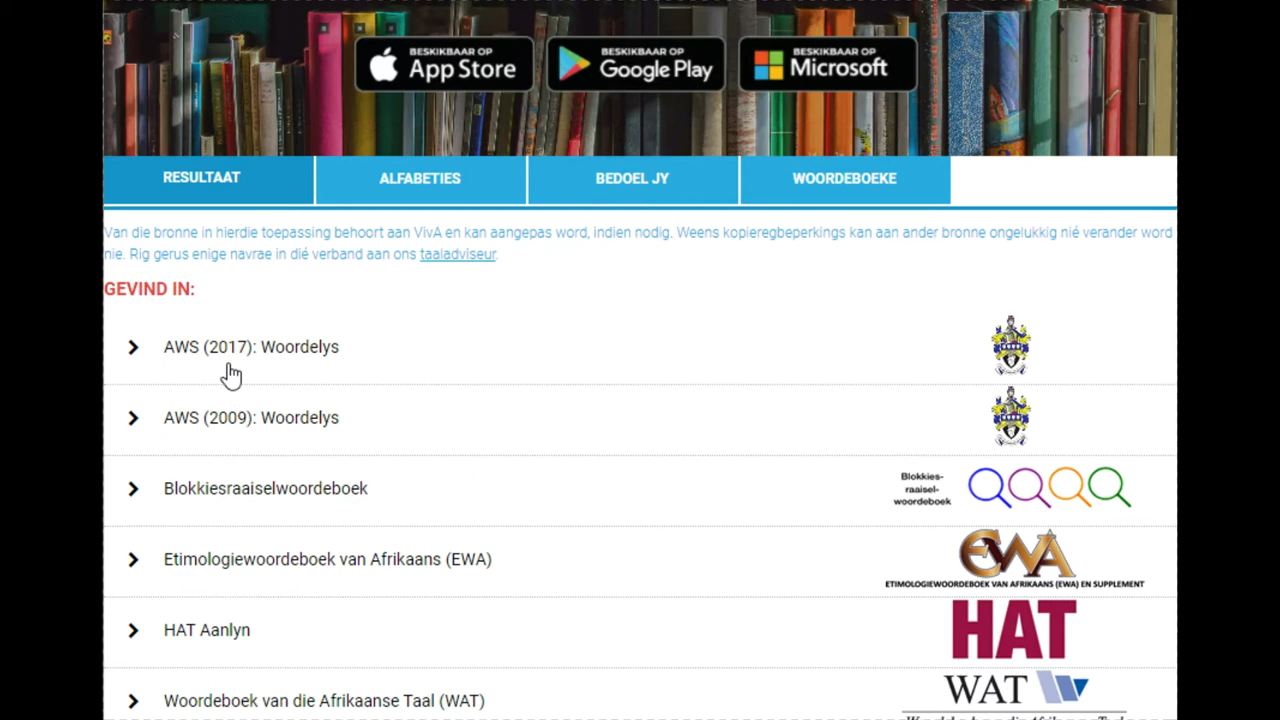 BESKIKBAAR OP
App Store
BESKIKBAAR OP
Google Play
BESKIKBAAR OP
Microsoft
RESULTAAT
ALFABETIES
BEDOEL JY
WOORDEBOEKE
Van die bronne in hierdie toepassing behoort aan VivA en kan aangepas word, indien nodig. Weens kopieregbeperkings kan aan ander bronne ongelukkig nié verander word
nie. Rig gerus enige navrae in dié verband aan ons taaladviseur.
GEVIND IN:
AWS (2017): Woordelys
AWS (2009): Woordelys
Blokkiesraaiselwoordeboek
Blokkies-
raaisel-
woordeboek
Etimologiewoordeboek van Afrikaans (EWA)
EWA
ETIMOLOGIEWOORDEBOEK VAN AFRIKAANS (EWA) EN SUPPLEMENT
HAT Aanlyn
HAT
Woordeboek van die Afrikaanse Taal (WAT)
WAT